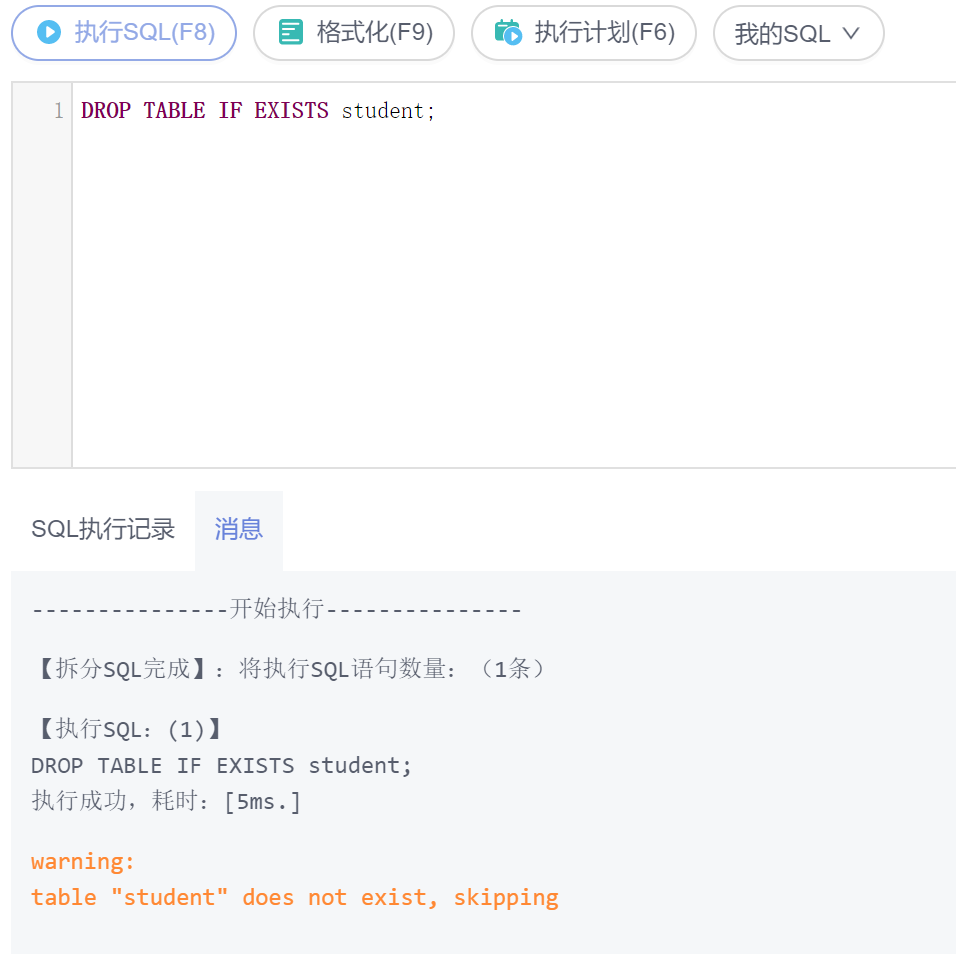 执行SQL(F8) 格式化(F9) 执行计划(F6) 我的SQL
1 DROP TABLE IF EXISTS student;
SQL执行记录 消息
---------------开始执行---------------
【拆分SQL完成】：将执行SQL语句数量：（1条）
【执行SQL：(1)】
DROP TABLE IF EXISTS student;
执行成功，耗时：[5ms.]
warning:
table "student" does not exist, skipping